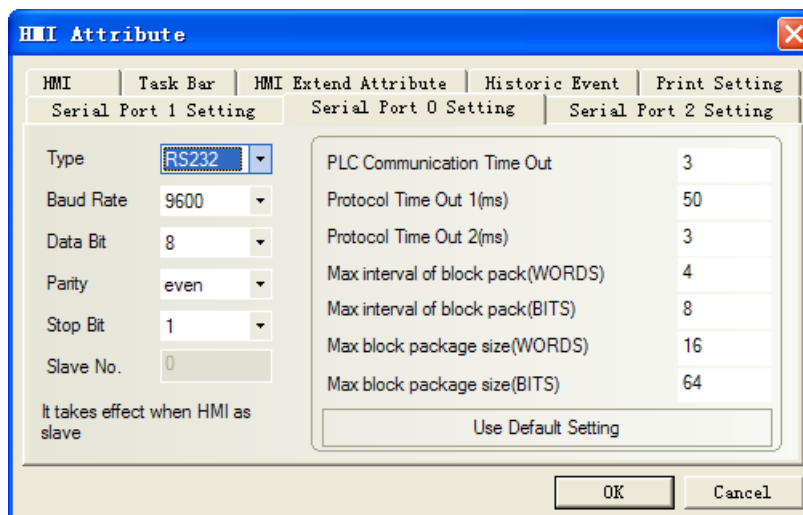 HMI Attribute
HMI Task Bar HMI Extend Attribute Historic Event Print Setting
Serial Port 1 Setting Serial Port 0 Setting Serial Port 2 Setting
Type RS232
Baud Rate 9600
Data Bit 8
Parity even
Stop Bit 1
Slave No. 0
It takes effect when HMI as
slave
PLC Communication Time Out 3
Protocol Time Out 1(ms) 50
Protocol Time Out 2(ms) 3
Max interval of block pack(WORDS) 4
Max interval of block pack(BITS) 8
Max block package size(WORDS) 16
Max block package size(BITS) 64
Use Default Setting
OK Cancel